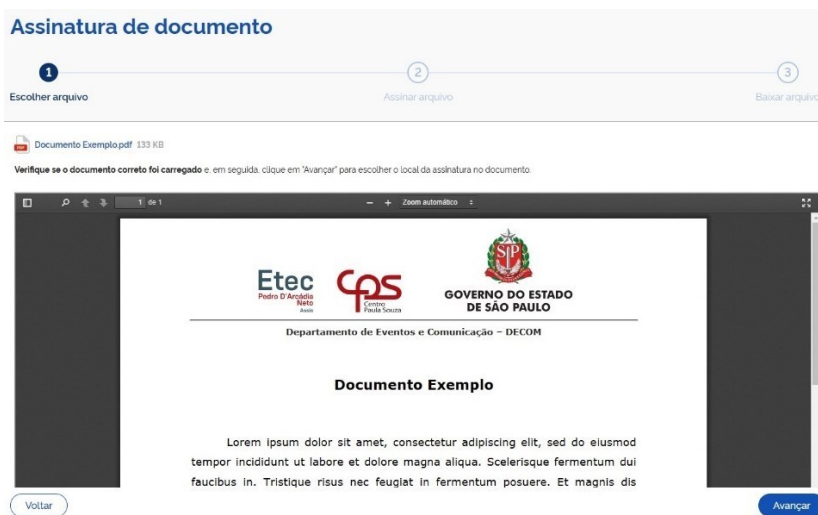 Assinatura de documento
1
2
3
Escolher arquivo
Assinar arquivo
Baixar arquivo
PDF
Documento Exemplo.pdf 133 KB
Verifique se o documento correto foi carregado e, em seguida, clique em "Avançar" para escolher o local da assinatura no documento.
1 de 1
Zoom automático
SP
Etec
Pedro D'Arcádia
Neto
Assis
CPS
Centro
Paula Souza
GOVERNO DO ESTADO
DE SÃO PAULO
Departamento de Eventos e Comunicação – DECOM
Documento Exemplo
Lorem ipsum dolor sit amet, consectetur adipiscing elit, sed do eiusmod
tempor incididunt ut labore et dolore magna aliqua. Scelerisque fermentum dui
faucibus in. Tristique risus nec feugiat in fermentum posuere. Et magnis dis
Voltar
Avançar